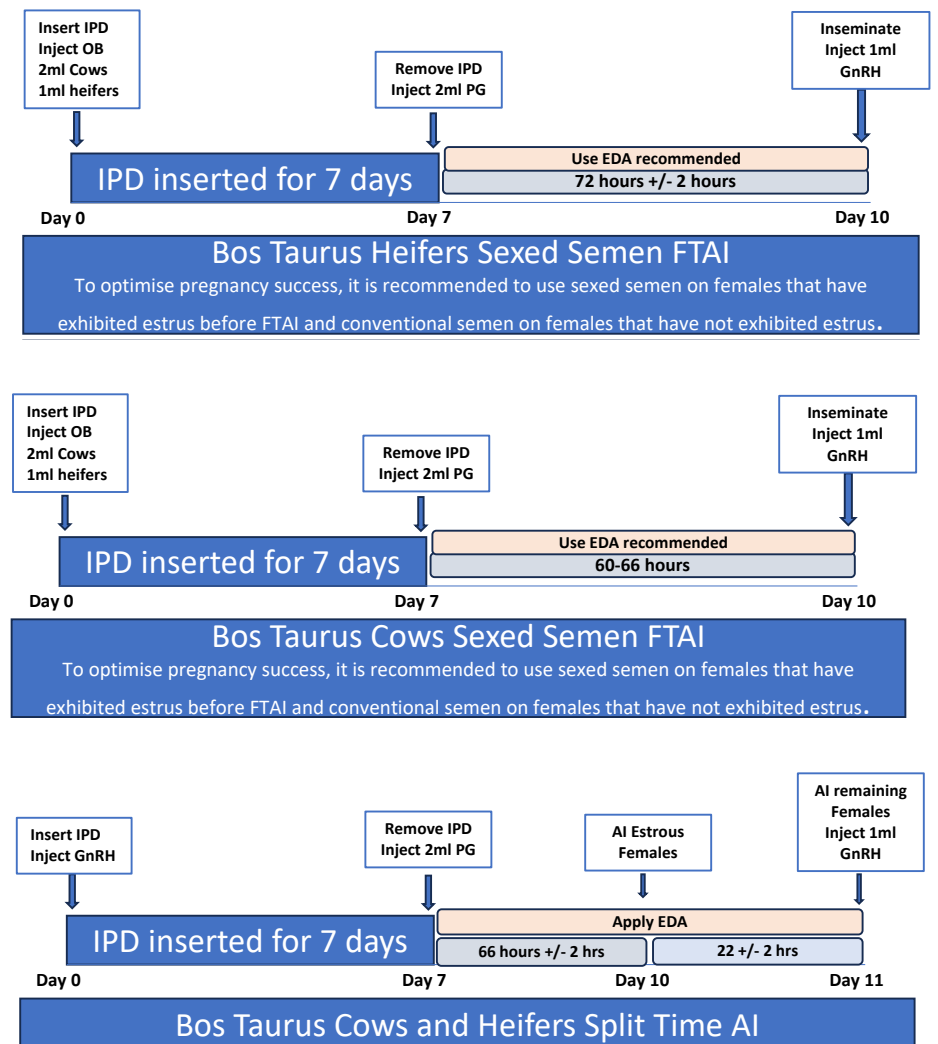 Insert IPD
Inject OB
2ml Cows
1ml heifers
Remove IPD
Inject 2ml PG
Inseminate
Inject 1ml
GnRH
IPD inserted for 7 days
Use EDA recommended
72 hours +/- 2 hours
Day 0
Day 7
Day 10
Bos Taurus Heifers Sexed Semen FTAI
To optimise pregnancy success, it is recommended to use sexed semen on females that have
exhibited estrus before FTAI and conventional semen on females that have not exhibited estrus.
Insert IPD
Inject OB
2ml Cows
1ml heifers
Remove IPD
Inject 2ml PG
Inseminate
Inject 1ml
GnRH
IPD inserted for 7 days
Use EDA recommended
60-66 hours
Day 0
Day 7
Day 10
Bos Taurus Cows Sexed Semen FTAI
To optimise pregnancy success, it is recommended to use sexed semen on females that have
exhibited estrus before FTAI and conventional semen on females that have not exhibited estrus.
Insert IPD
Inject GnRH
Remove IPD
Inject 2ml PG
AI Estrous
Females
AI remaining
Females
Inject 1ml
GnRH
IPD inserted for 7 days
Apply EDA
66 hours +/- 2 hrs
22 +/- 2 hrs
Day 0
Day 7
Day 10
Day 11
Bos Taurus Cows and Heifers Split Time AI